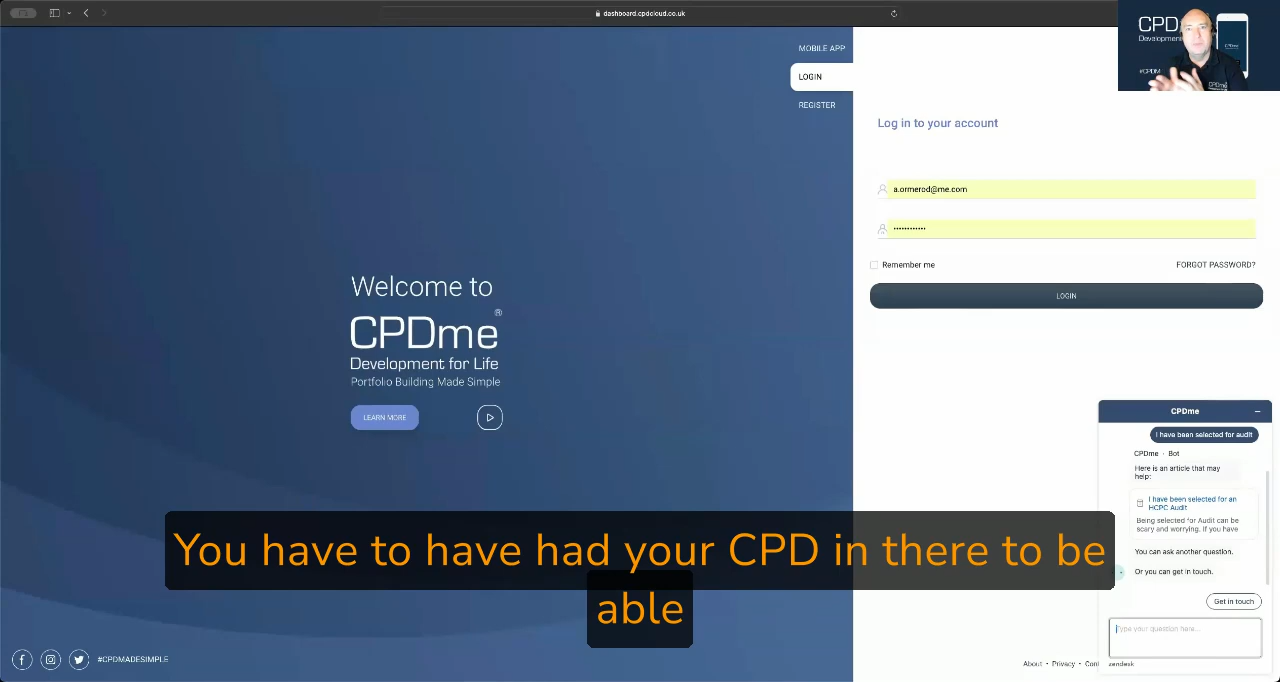 dashboard.cpdcloud.co.uk
MOBILE APP
LOGIN
REGISTER
CPD
Development
#CPDM
CPDme
Log in to your account
a.ormerod@me.com
••••••••••••
Remember me
FORGOT PASSWORD?
LOGIN
Welcome to
CPDme®
Development for Life
Portfolio Building Made Simple
LEARN MORE
CPDme
I have been selected for audit
CPDme · Bot
Here is an article that may
help:
I have been selected for an
HCPC Audit
Being selected for Audit can be
scary and worrying. If you have
You can ask another question.
Or you can get in touch.
Get in touch
Type your question here...
zendesk
You have to have had your CPD in there to be
able
#CPDMADESIMPLE
About • Privacy • Cont